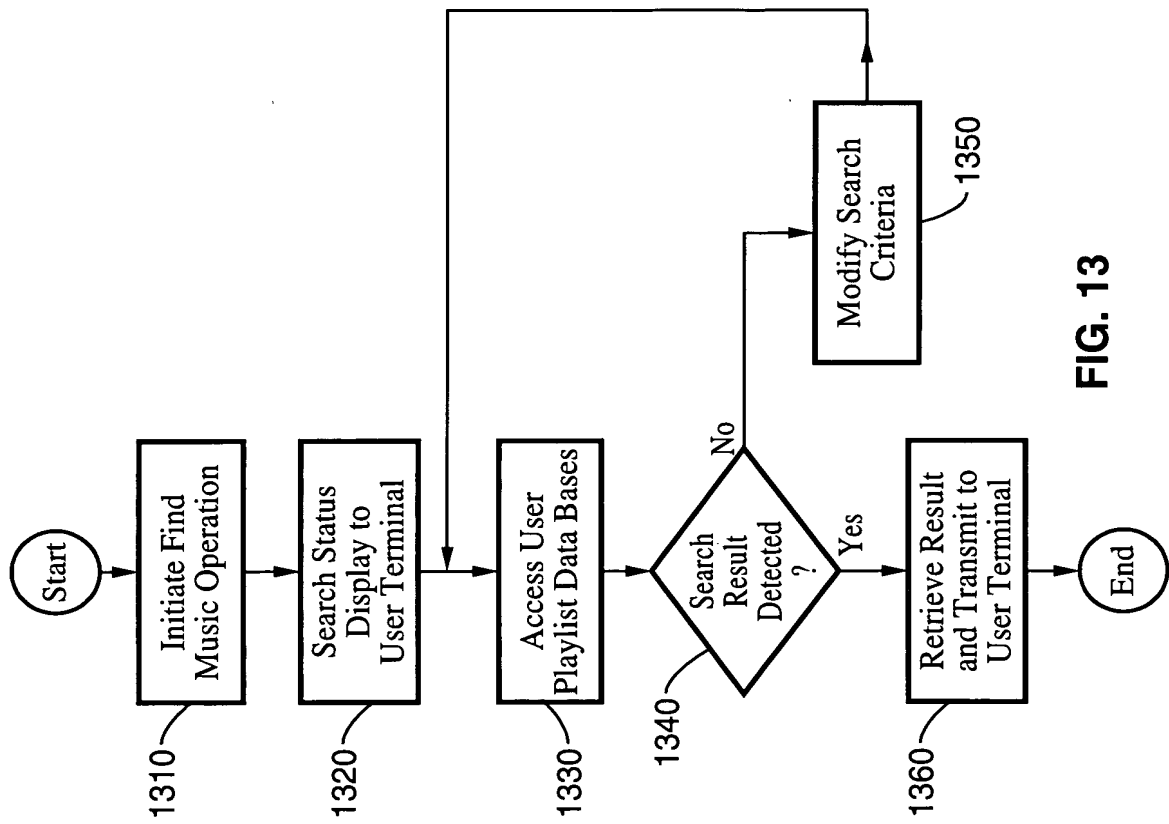 Start
1310
Initiate Find
Music Operation
1320
Search Status
Display to
User Terminal
1330
Access User
Playlist Data Bases
1340
Search
Result
Detected
?
No
Yes
1350
Modify Search
Criteria
1360
Retrieve Result
and Transmit to
User Terminal
End
FIG. 13